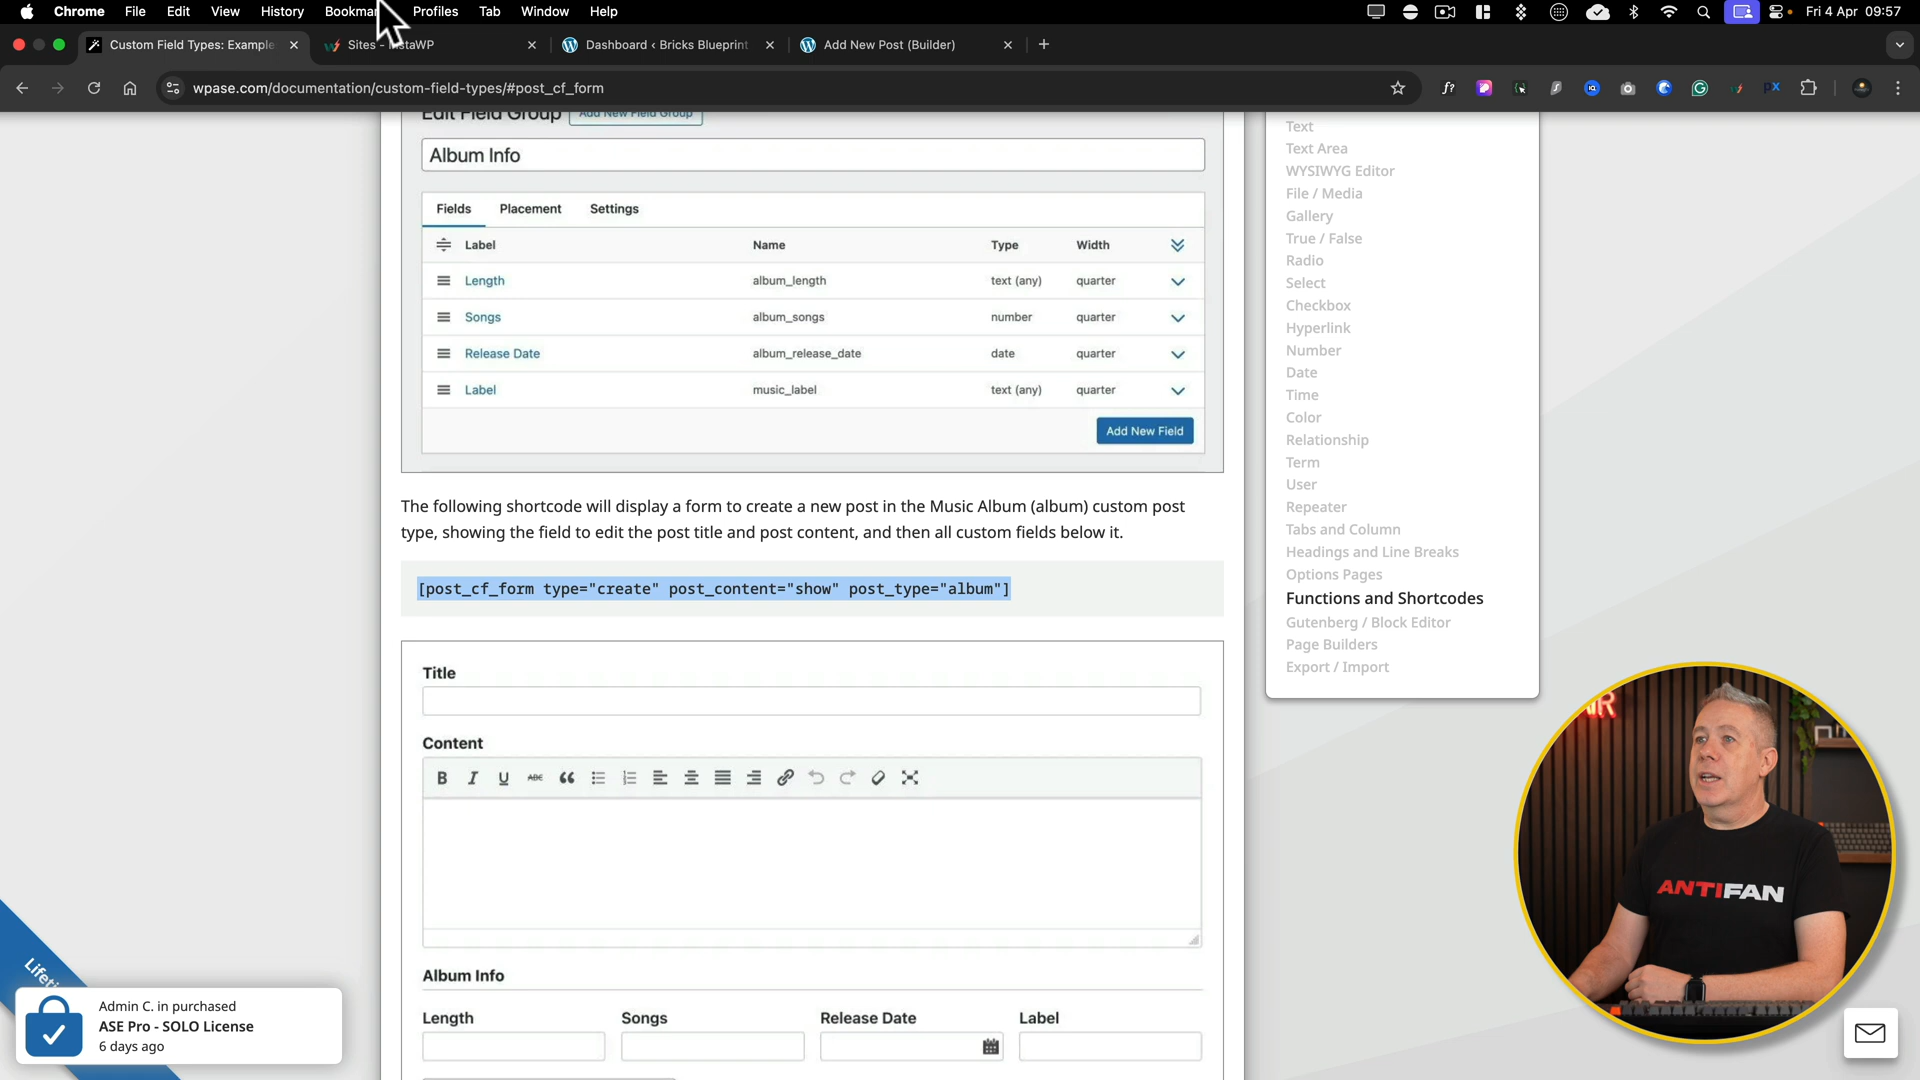 Chrome File Edit View History Bookmar Profiles Tab Window Help Fri 4 Apr 09:57
Custom Field Types: Example Sites - InstaWP Dashboard ‹ Bricks Blueprint Add New Post (Builder)
wpase.com/documentation/custom-field-types/#post_cf_form
Edit Field Group Add New Field Group
Album Info
Fields Placement Settings
Label Name Type Width
Length album_length text (any) quarter
Songs album_songs number quarter
Release Date album_release_date date quarter
Label music_label text (any) quarter
Add New Field
The following shortcode will display a form to create a new post in the Music Album (album) custom post
type, showing the field to edit the post title and post content, and then all custom fields below it.
[post_cf_form type="create" post_content="show" post_type="album"]
Title
Content
B I U ABC
Album Info
Length Songs Release Date Label
Text
Text Area
WYSIWYG Editor
File / Media
Gallery
True / False
Radio
Select
Checkbox
Hyperlink
Number
Date
Time
Color
Relationship
Term
User
Repeater
Tabs and Column
Headings and Line Breaks
Options Pages
Functions and Shortcodes
Gutenberg / Block Editor
Page Builders
Export / Import
Admin C. in purchased
ASE Pro - SOLO License
6 days ago
ANTIFAN